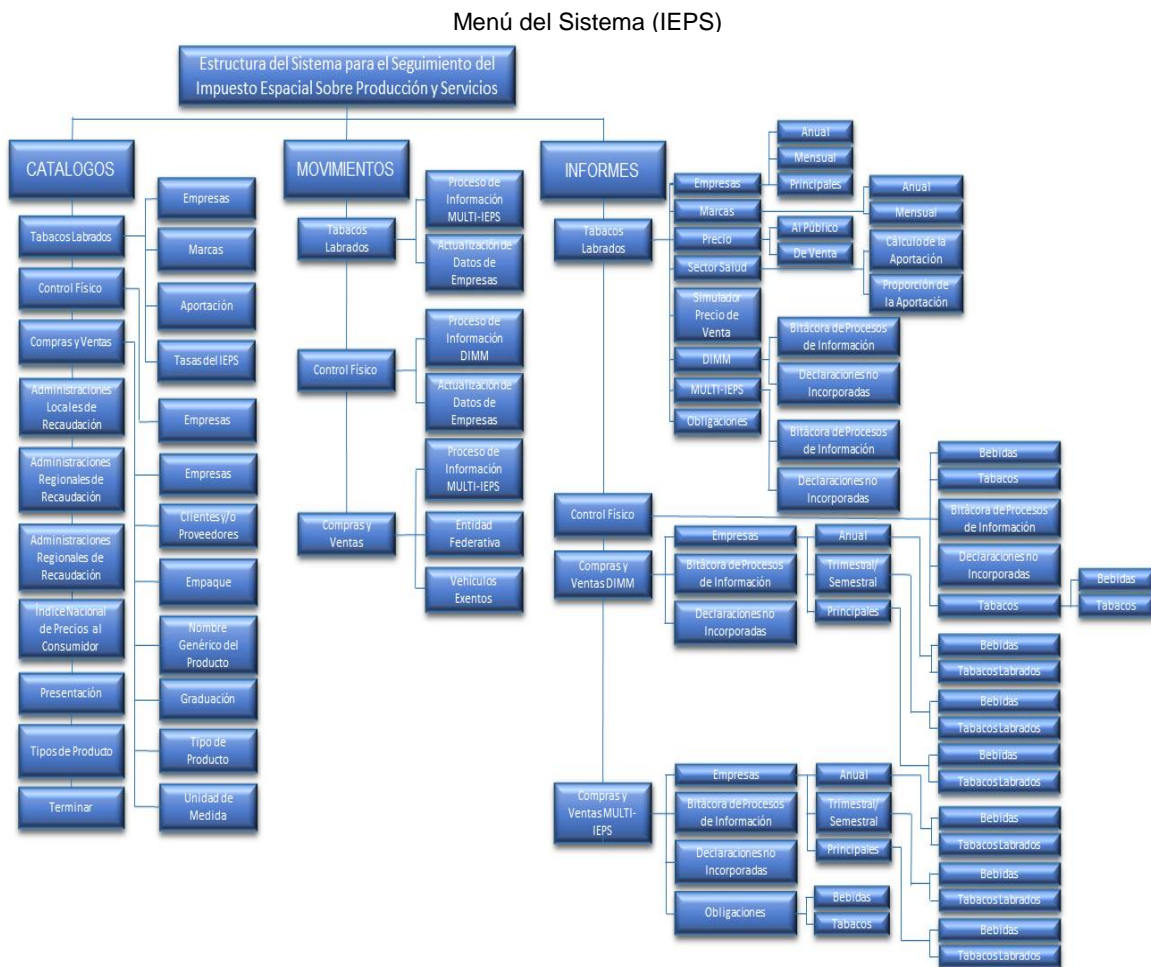 Menú del Sistema (IEPS)
Estructura del Sistema para el Seguimiento del
Impuesto Espacial Sobre Producción y Servicios
CATALOGOS
Tabacos Labrados
Control Físico
Compras y Ventas
Administraciones
Locales de
Recaudación
Administraciones
Regionales de
Recaudación
Administraciones
Regionales de
Recaudación
Índice Nacional
de Precios al
Consumidor
Presentación
Tipos de Producto
Terminar
Empresas
Marcas
Aportación
Tasas del IEPS
Empresas
Empresas
Clientes y/o
Proveedores
Empaque
Nombre
Genérico del
Producto
Graduación
Tipo de
Producto
Unidad de
Medida
MOVIMIENTOS
Tabacos
Labrados
Proceso de
Información
MULTI-IEPS
Actualización de
Datos de
Empresas
Control Físico
Proceso de
Información
DIMM
Actualización de
Datos de
Empresas
Compras y
Ventas
Proceso de
Información
MULTI-IEPS
Entidad
Federativa
Vehículos
Exentos
INFORMES
Tabacos
Labrados
Empresas
Anual
Mensual
Principales
Marcas
Anual
Mensual
Precio
Al Público
De Venta
Sector Salud
Cálculo de la
Aportación
Proporción de
la Aportación
Simulador
Precio de
Venta
DIMM
Bitácora de Procesos
de Información
Declaraciones no
Incorporadas
MULTI-IEPS
Bitácora de Procesos
de Información
Declaraciones no
Incorporadas
Obligaciones
Control Físico
Bebidas
Tabacos
Bitácora de Procesos
de Información
Declaraciones no
Incorporadas
Tabacos
Bebidas
Tabacos
Compras y
Ventas DIMM
Empresas
Anual
Trimestral/
Semestral
Principales
Bitácora de Procesos
de Información
Declaraciones no
Incorporadas
Bebidas
Tabacos Labrados
Bebidas
Tabacos Labrados
Bebidas
Tabacos Labrados
Compras y
Ventas MULTI-
IEPS
Empresas
Anual
Trimestral/
Semestral
Principales
Bitácora de Procesos
de Información
Declaraciones no
Incorporadas
Obligaciones
Bebidas
Tabacos
Bebidas
Tabacos Labrados
Bebidas
Tabacos Labrados
Bebidas
Tabacos Labrados